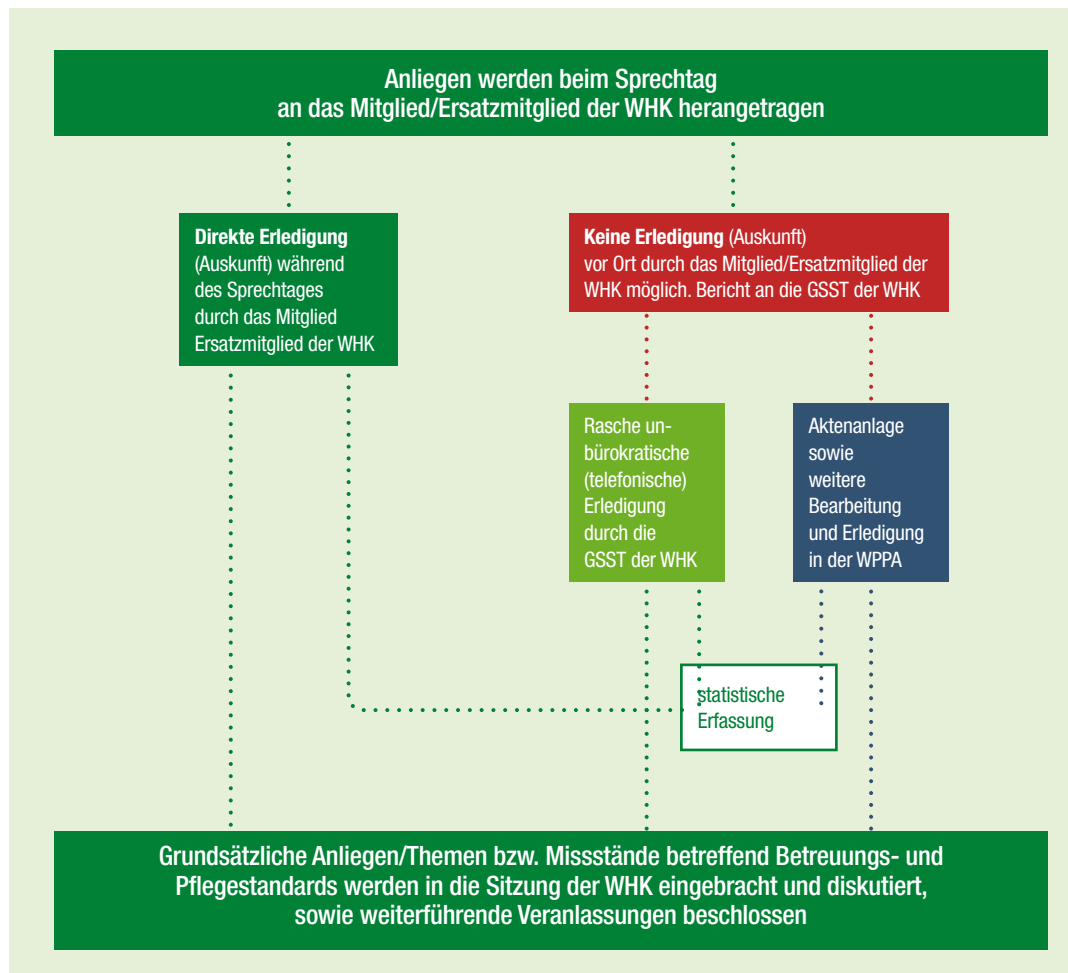 Anliegen werden beim Sprechtag
an das Mitglied/Ersatzmitglied der WHK herangetragen
Direkte Erledigung
(Auskunft) während
des Sprechtages
durch das Mitglied
Ersatzmitglied der WHK
Keine Erledigung (Auskunft)
vor Ort durch das Mitglied/Ersatzmitglied der
WHK möglich. Bericht an die GSST der WHK
Rasche un-
bürokratische
(telefonische)
Erledigung
durch die
GSST der WHK
Aktenanlage
sowie
weitere
Bearbeitung
und Erledigung
in der WPPA
statistische
Erfassung
Grundsätzliche Anliegen/Themen bzw. Missstände betreffend Betreuungs- und
Pflegestandards werden in die Sitzung der WHK eingebracht und diskutiert,
sowie weiterführende Veranlassungen beschlossen